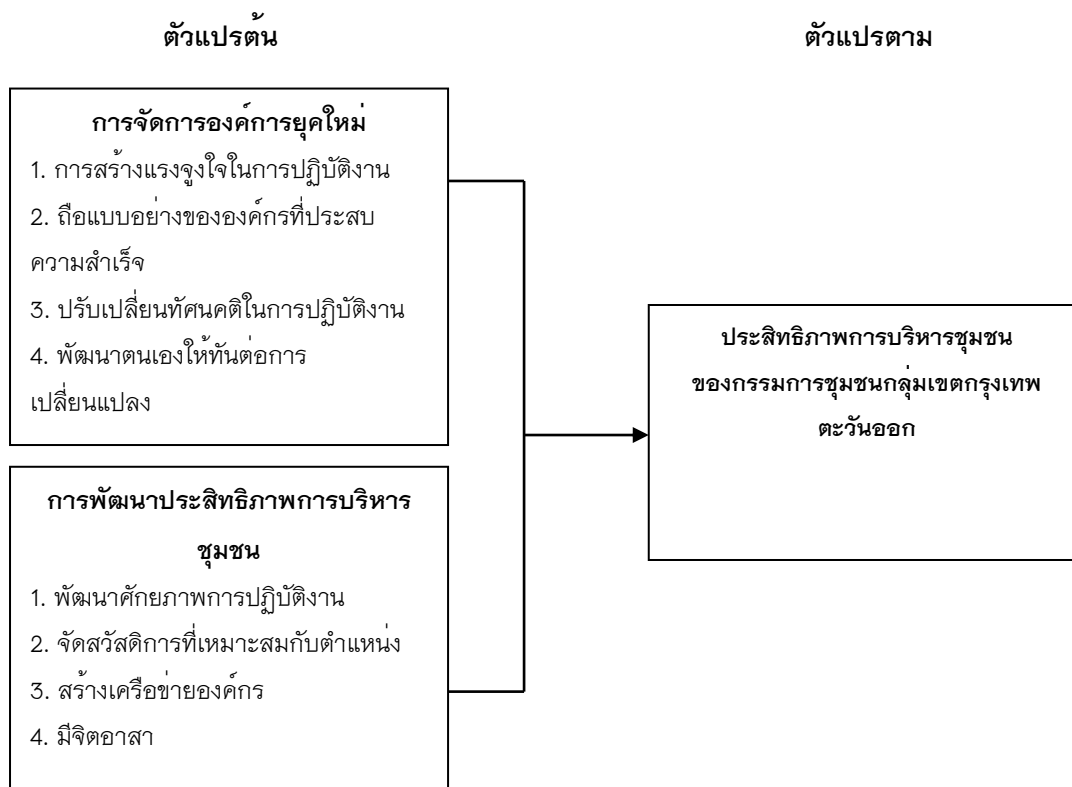 ตัวแปรต้น
ตัวแปรตาม
การจัดการองค์การยุคใหม่
1. การสร้างแรงจูงใจในการปฏิบัติงาน
2. ถือแบบอย่างขององค์กรที่ประสบ
ความสำเร็จ
3. ปรับเปลี่ยนทัศนคติในการปฏิบัติงาน
4. พัฒนาตนเองให้ทันต่อการ
เปลี่ยนแปลง
การพัฒนาประสิทธิภาพการบริหาร
ชุมชน
1. พัฒนาศักยภาพการปฏิบัติงาน
2. จัดสวัสดิการที่เหมาะสมกับตำแหน่ง
3. สร้างเครือข่ายองค์กร
4. มีจิตอาสา
ประสิทธิภาพการบริหารชุมชน
ของกรรมการชุมชนกลุ่มเขตกรุงเทพ
ตะวันออก